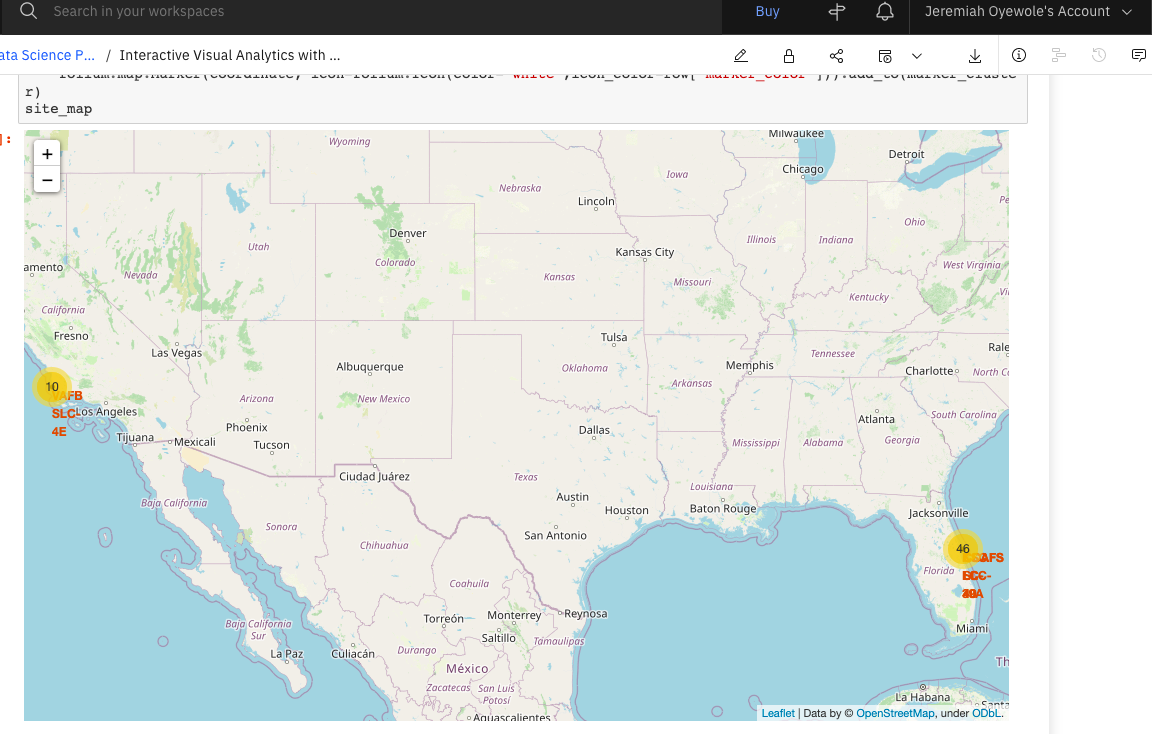 Search in your workspaces
Buy
Jeremiah Oyewole's Account
ata Science P... / Interactive Visual Analytics with ...
r)
site_map
]:
+
−
Wyoming
Milwaukee
Detroit
Chicago
Iowa
Nebraska
Lincoln
Pe
Ohio
Denver
Utah
Illinois
Indiana
Kansas City
Colorado
amento
Nevada
Kansas
Missouri
West Virginia
Kentucky
Vi
California
Fresno
Tulsa
Las Vegas
Rale
Tennessee
Albuquerque
Oklahoma
Memphis
Charlotte
North C
10
Arkansas
VAFB
SLC-
4E
Los Angeles
Arizona
New Mexico
South Carolina
Atlanta
Phoenix
Dallas
Tijuana
Mexicali
Tucson
Mississippi
Alabama
Georgia
Ciudad Juárez
Texas
Louisiana
Austin
Baton Rouge
Baja California
Houston
Jacksonville
Sonora
San Antonio
Chihuahua
46
AFS
Florida
Coahuila
Torreón
Monterrey
Reynosa
Baja California
Sur
Saltillo
Tamaulipas
Miami
La Paz
Culiacán
Durango
México
Th
Zacatecas
San Luis
Potosí
La Habana
Santa
Aguascalientes
Leaflet | Data by © OpenStreetMap, under ODbL.